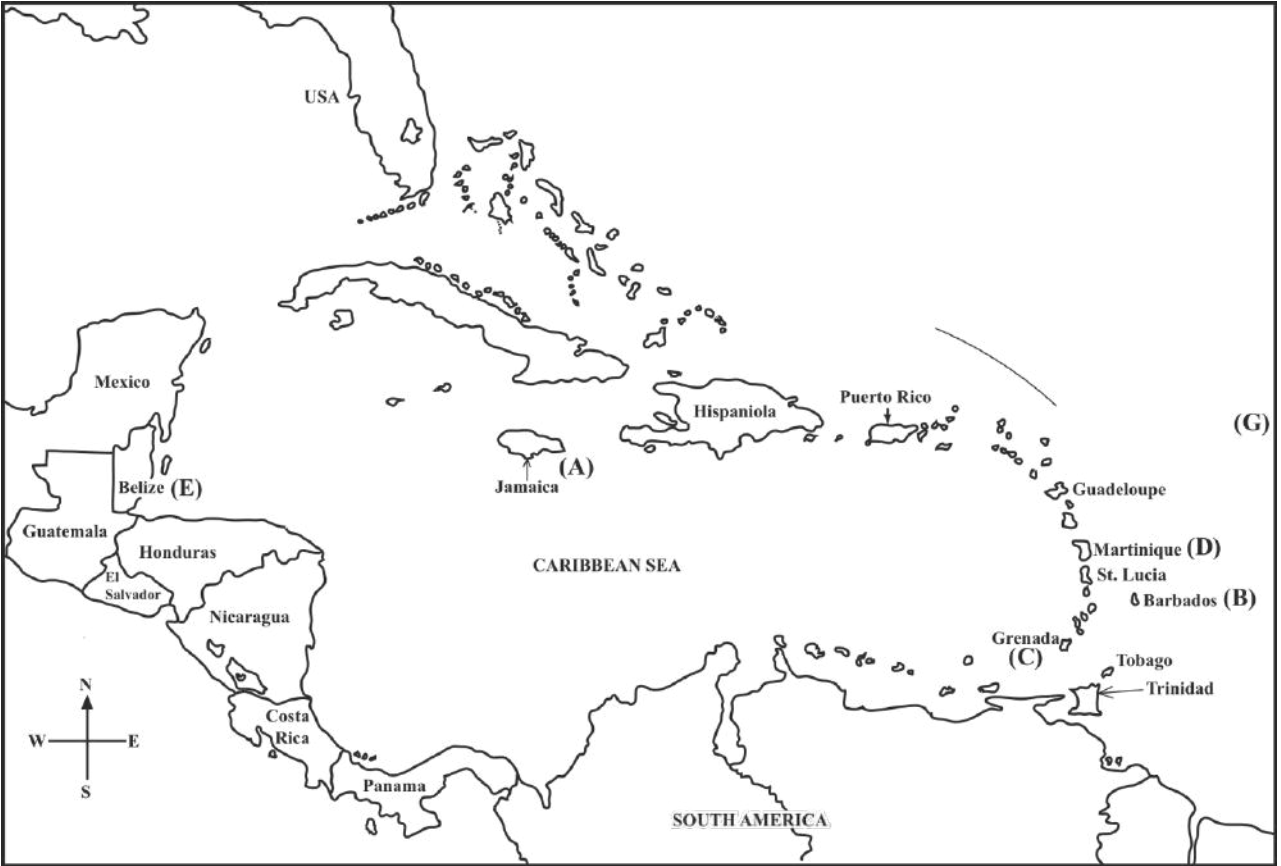 USA
Mexico
Hispaniola
Puerto Rico
(G)
(A)
Jamaica
Belize (E)
Guadeloupe
Guatemala
Honduras
Martinique (D)
CARIBBEAN SEA
St. Lucia
El
Salvador
Barbados (B)
Nicaragua
Grenada
(C)
Tobago
Trinidad
N
W
E
S
Costa
Rica
Panama
SOUTH AMERICA